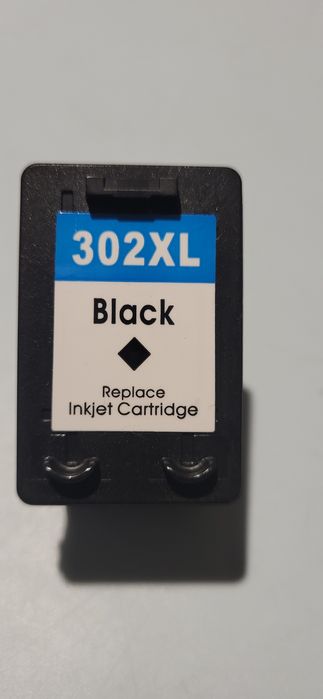 302XL
Black
Replace
Inkjet Cartridge